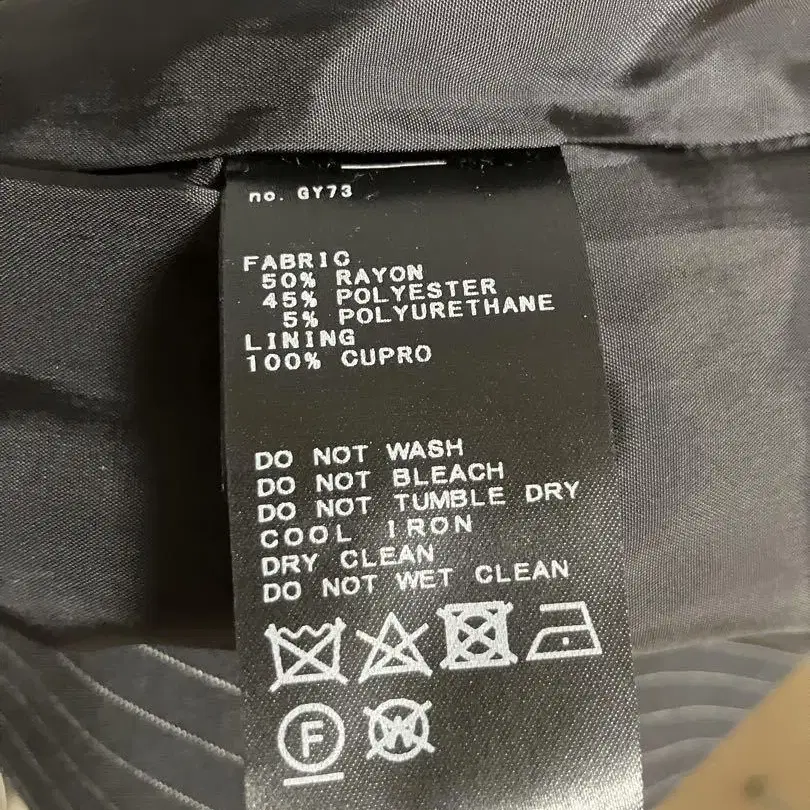 no. GY73
FABRIC
50% RAYON
45% POLYESTER
5% POLYURETHANE
LINING
100% CUPRO
DO NOT WASH
DO NOT BLEACH
DO NOT TUMBLE DRY
COOL IRON
DRY CLEAN
DO NOT WET CLEAN
F W